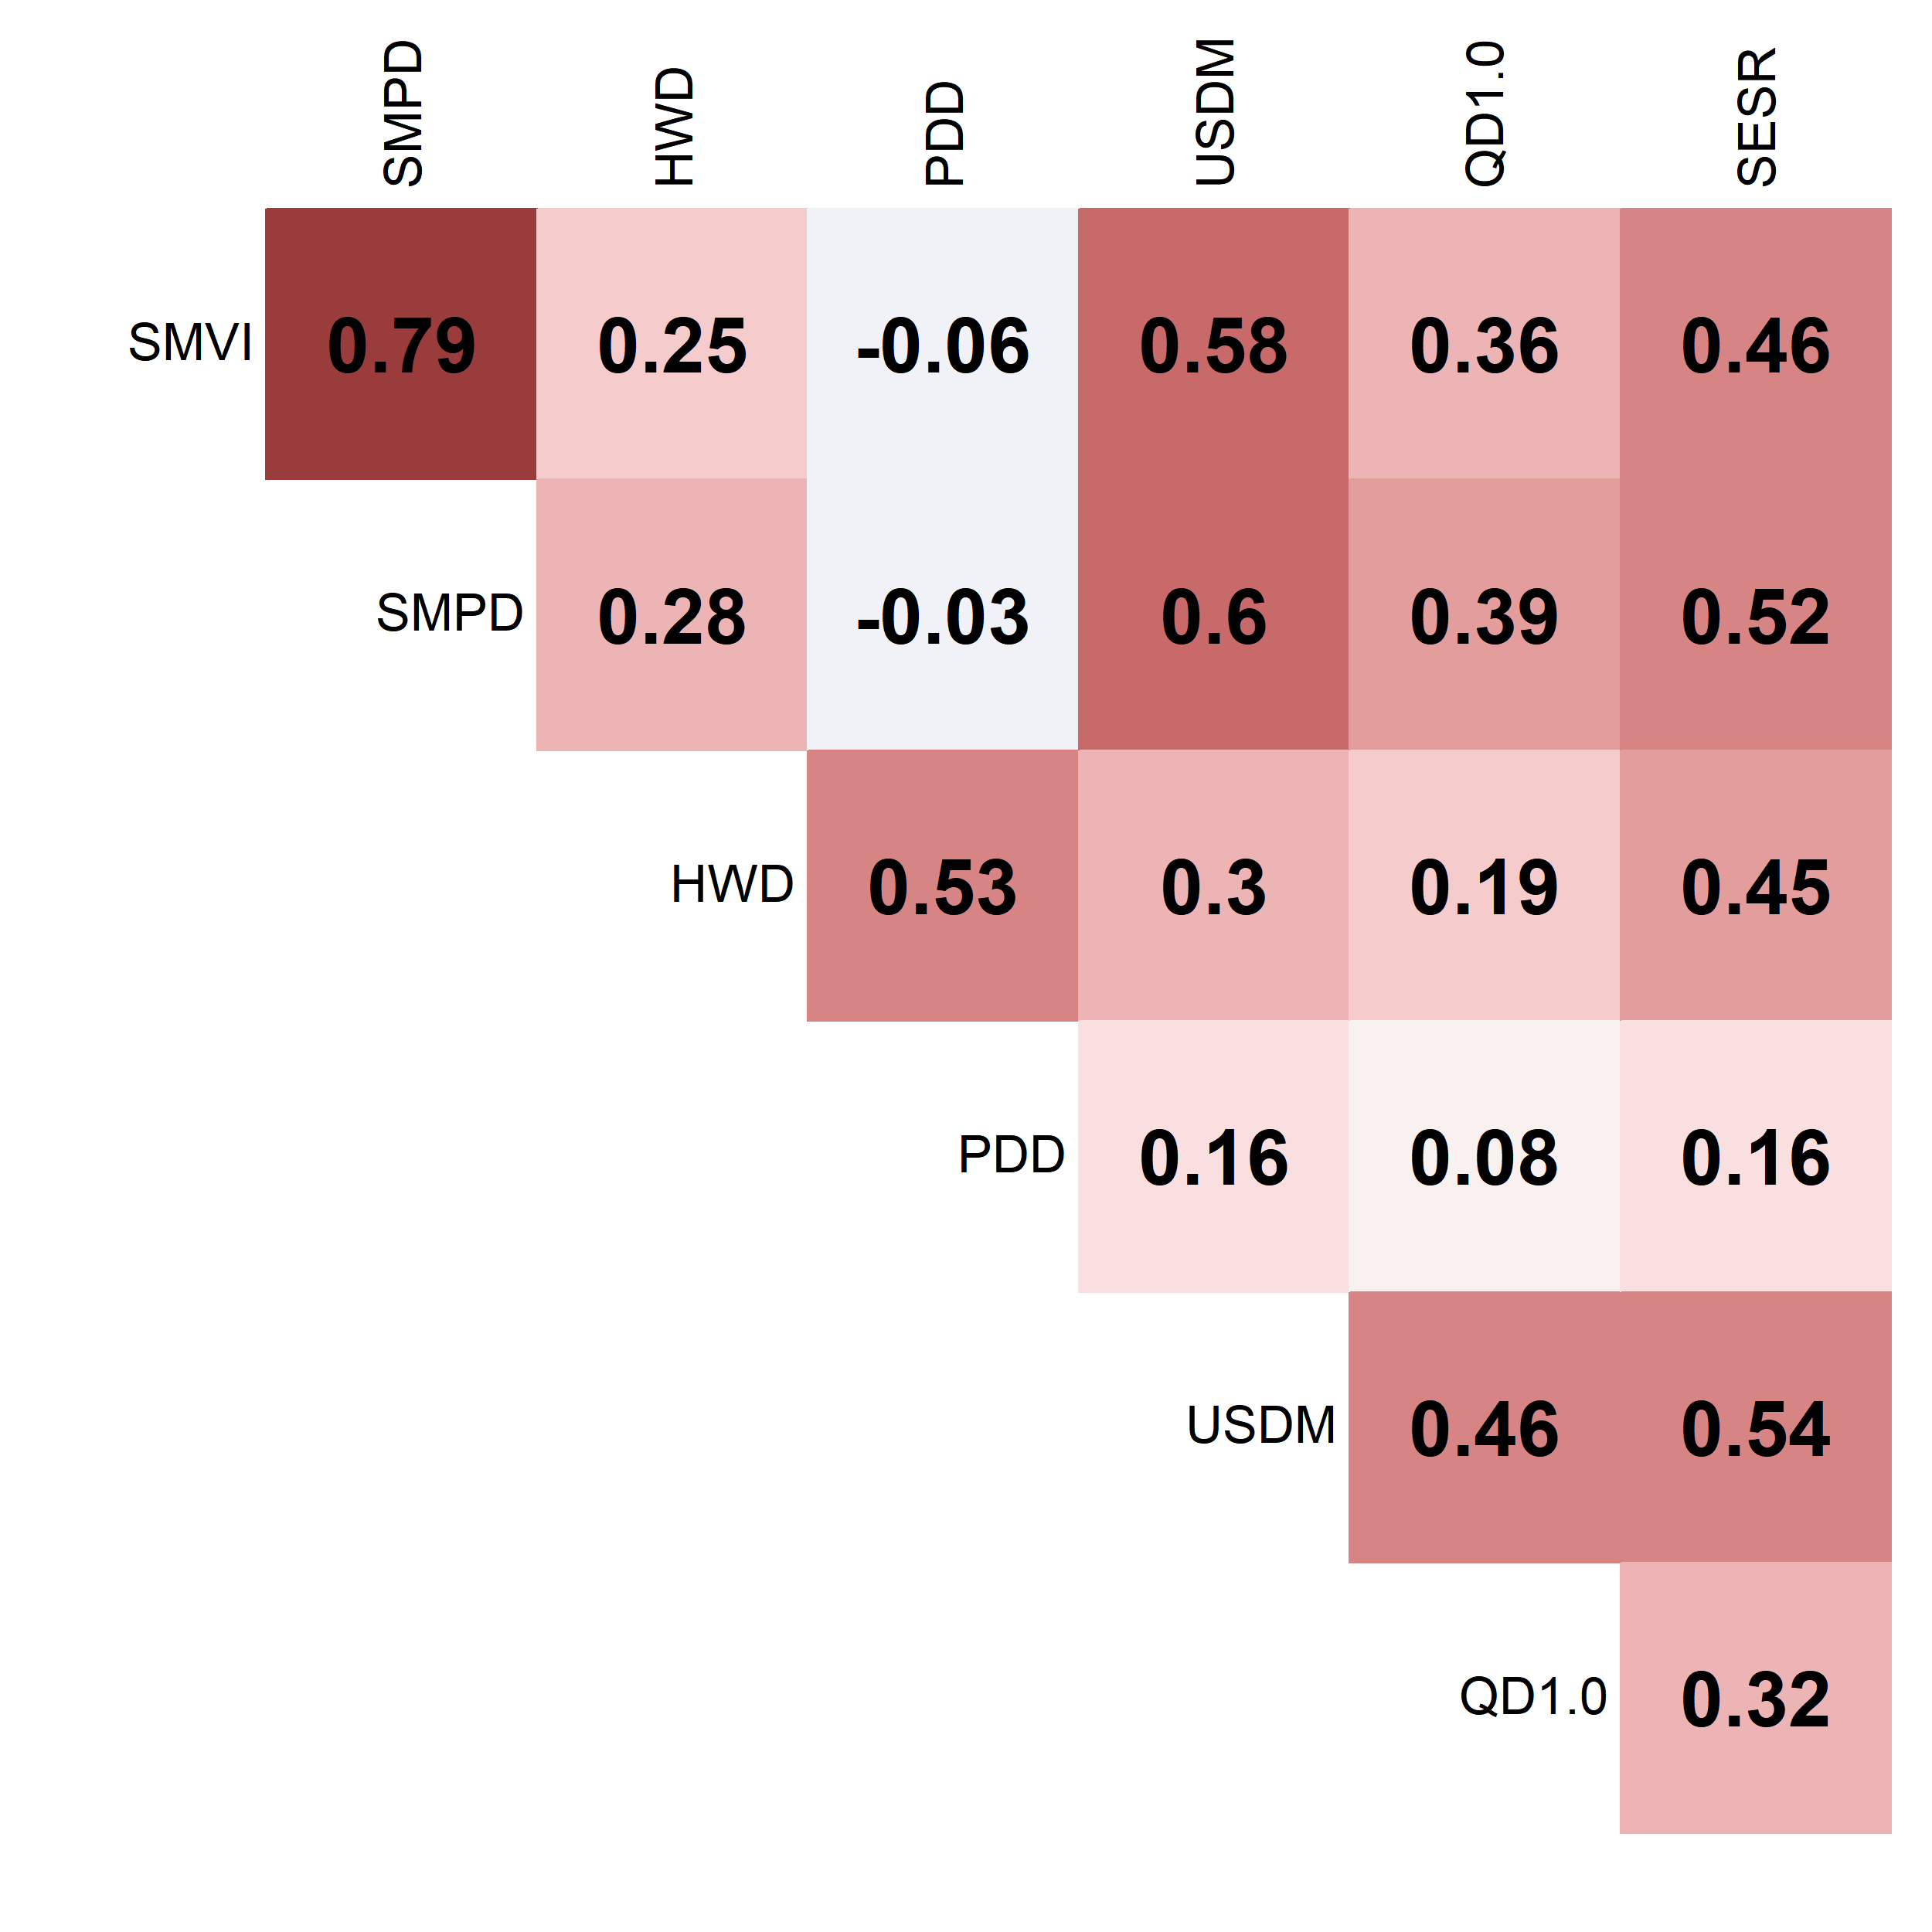 SMPD HWD PDD USDM QD1.0 SESR
SMVI 0.79 0.25 -0.06 0.58 0.36 0.46
SMPD 0.28 -0.03 0.6 0.39 0.52
HWD 0.53 0.3 0.19 0.45
PDD 0.16 0.08 0.16
USDM 0.46 0.54
QD1.0 0.32